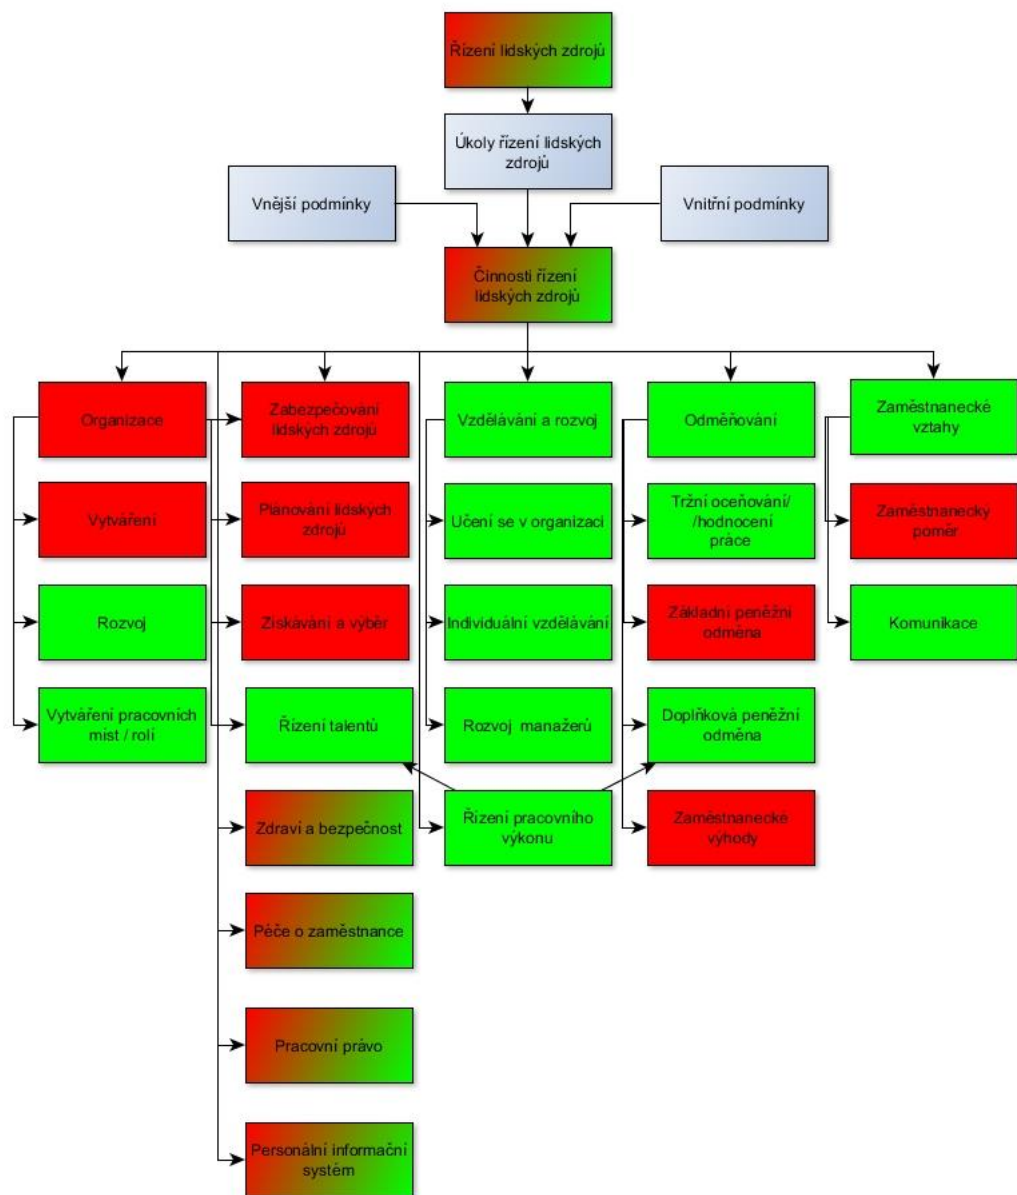 Řízení lidských zdrojů
Úkoly řízení lidských
zdrojů
Vnější podmínky
Vnitřní podmínky
Činnosti řízení
lidských zdrojů
Organizace
Zabezpečování
lidských zdrojů
Vzdělávání a rozvoj
Odměňování
Zaměstnanecké
vztahy
Vytváření
Plánování lidských
zdrojů
Učení se v organizaci
Tržní oceňování/
/hodnocení
práce
Zaměstnanecký
poměr
Rozvoj
Získávání a výběr
Individuální vzdělávání
Základní peněžní
odměna
Komunikace
Vytváření pracovních
míst / rolí
Řízení talentů
Rozvoj manažerů
Doplňková peněžní
odměna
Zdraví a bezpečnost
Řízení pracovního
výkonu
Zaměstnanecké
výhody
Péče o zaměstnance
Pracovní právo
Personální informační
systém